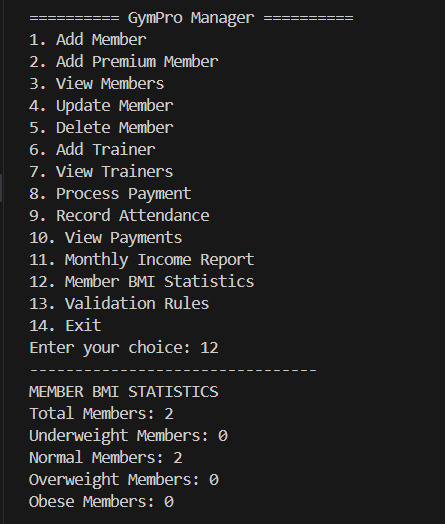 ========== GymPro Manager ==========
1. Add Member
2. Add Premium Member
3. View Members
4. Update Member
5. Delete Member
6. Add Trainer
7. View Trainers
8. Process Payment
9. Record Attendance
10. View Payments
11. Monthly Income Report
12. Member BMI Statistics
13. Validation Rules
14. Exit
Enter your choice: 12
--------------------------------
MEMBER BMI STATISTICS
Total Members: 2
Underweight Members: 0
Normal Members: 2
Overweight Members: 0
Obese Members: 0